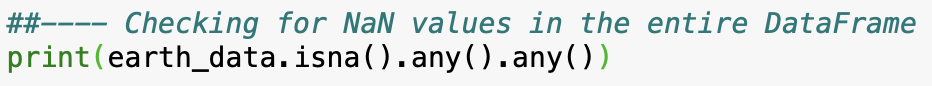 ##---- Checking for NaN values in the entire DataFrame
print(earth_data.isna().any().any())